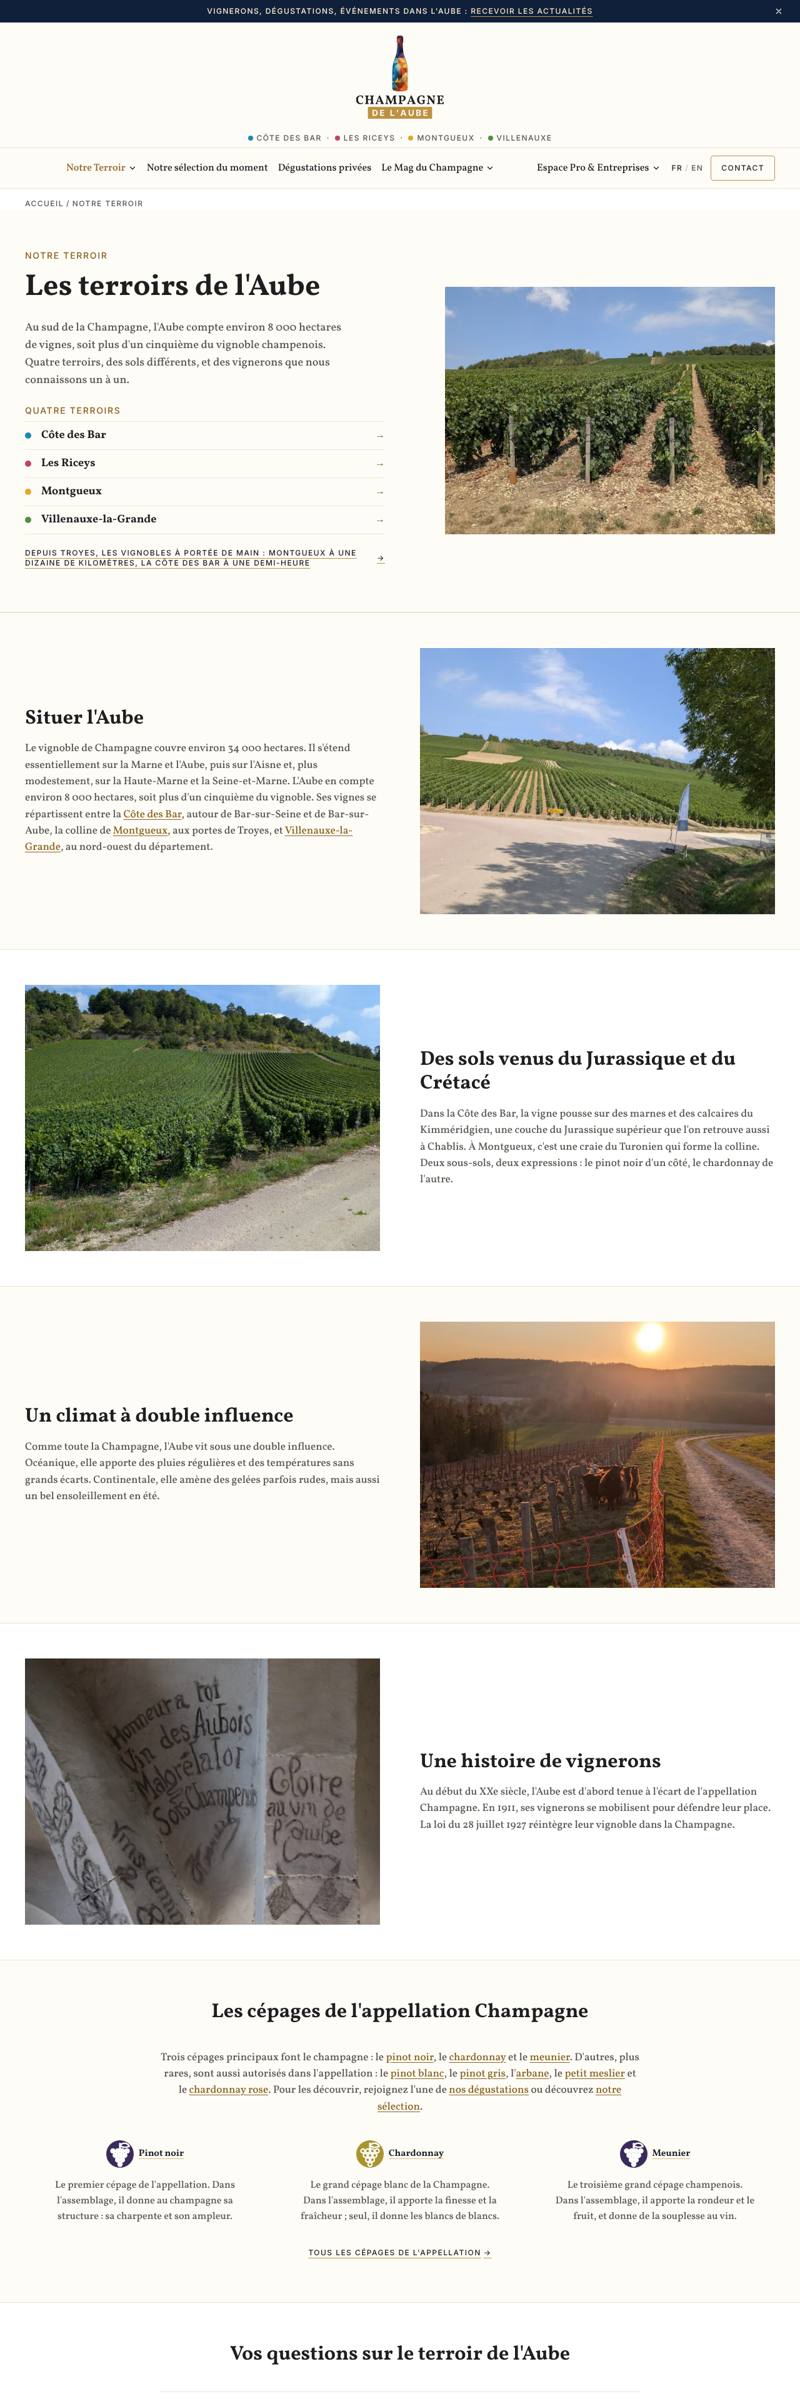 VIGNERONS, DÉGUSTATIONS, ÉVÉNEMENTS DANS L'AUBE : RECEVOIR LES ACTUALITÉS ×
CHAMPAGNE
DE L'AUBE
CÔTE DES BAR · LES RICEYS · MONTGUEUX · VILLENAUXE
Notre Terroir Notre sélection du moment Dégustations privées Le Mag du Champagne Espace Pro & Entreprises FR / EN CONTACT
ACCUEIL / NOTRE TERROIR
NOTRE TERROIR
Les terroirs de l'Aube
Au sud de la Champagne, l'Aube compte environ 8 000 hectares
de vignes, soit plus d'un cinquième du vignoble champenois.
Quatre terroirs, des sols différents, et des vignerons que nous
connaissons un à un.
QUATRE TERROIRS
Côte des Bar →
Les Riceys →
Montgueux →
Villenauxe-la-Grande →
DEPUIS TROYES, LES VIGNOBLES À PORTÉE DE MAIN : MONTGUEUX À UNE
DIZAINE DE KILOMÈTRES, LA CÔTE DES BAR À UNE DEMI-HEURE →
Situer l'Aube
Le vignoble de Champagne couvre environ 34 000 hectares. Il s'étend
essentiellement sur la Marne et l'Aube, puis sur l'Aisne et, plus
modestement, sur la Haute-Marne et la Seine-et-Marne. L'Aube en compte
environ 8 000 hectares, soit plus d'un cinquième du vignoble. Ses vignes se
répartissent entre la Côte des Bar, autour de Bar-sur-Seine et de Bar-sur-
Aube, la colline de Montgueux, aux portes de Troyes, et Villenauxe-la-
Grande, au nord-ouest du département.
Des sols venus du Jurassique et du
Crétacé
Dans la Côte des Bar, la vigne pousse sur des marnes et des calcaires du
Kimméridgien, une couche du Jurassique supérieur que l'on retrouve aussi
à Chablis. À Montgueux, c'est une craie du Turonien qui forme la colline.
Deux sous-sols, deux expressions : le pinot noir d'un côté, le chardonnay de
l'autre.
Un climat à double influence
Comme toute la Champagne, l'Aube vit sous une double influence.
Océanique, elle apporte des pluies régulières et des températures sans
grands écarts. Continentale, elle amène des gelées parfois rudes, mais aussi
un bel ensoleillement en été.
Honneur a toi
Vin des Aubois
Malgré la loi
Sois Champenois
Gloire
au vin de
l'aube
Une histoire de vignerons
Au début du XXe siècle, l'Aube est d'abord tenue à l'écart de l'appellation
Champagne. En 1911, ses vignerons se mobilisent pour défendre leur place.
La loi du 28 juillet 1927 réintègre leur vignoble dans la Champagne.
Les cépages de l'appellation Champagne
Trois cépages principaux font le champagne : le pinot noir, le chardonnay et le meunier. D'autres, plus
rares, sont aussi autorisés dans l'appellation : le pinot blanc, le pinot gris, l'arbane, le petit meslier et
le chardonnay rose. Pour les découvrir, rejoignez l'une de nos dégustations ou découvrez notre
sélection.
Pinot noir
Le premier cépage de l'appellation. Dans
l'assemblage, il donne au champagne sa
structure : sa charpente et son ampleur.
Chardonnay
Le grand cépage blanc de la Champagne.
Dans l'assemblage, il apporte la finesse et la
fraîcheur ; seul, il donne les blancs de blancs.
Meunier
Le troisième grand cépage champenois.
Dans l'assemblage, il apporte la rondeur et le
fruit, et donne de la souplesse au vin.
TOUS LES CÉPAGES DE L'APPELLATION →
Vos questions sur le terroir de l'Aube